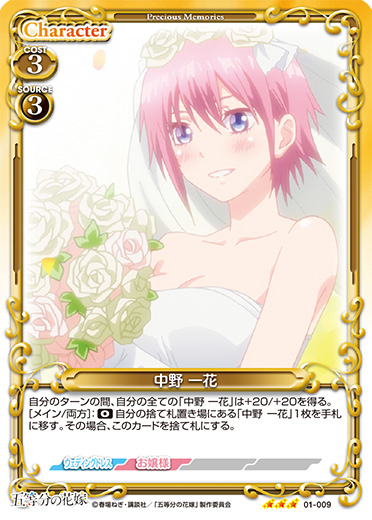 Precious Memories
Character
COST
3
SOURCE
3
中野 一花
自分のターンの間、自分の全ての「中野 一花」は+20/+20を得る。
[メイン/両方]:0自分の捨て札置き場にある「中野 一花」1枚を手札
に移す。その場合、このカードを捨て札にする。
ウエディングドレス お嬢様
五等分の花嫁
©春場ねぎ・講談社/「五等分の花嫁」製作委員会
★★★ 01-009